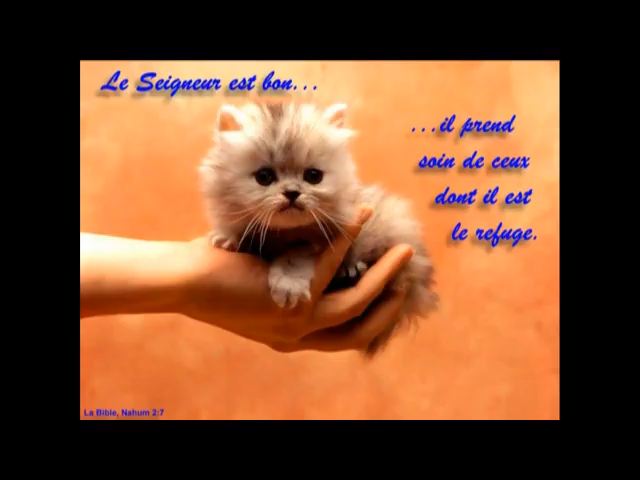 Le Seigneur est bon...
...il prend
soin de ceux
dont il est
le refuge.
La Bible, Nahum 2:7